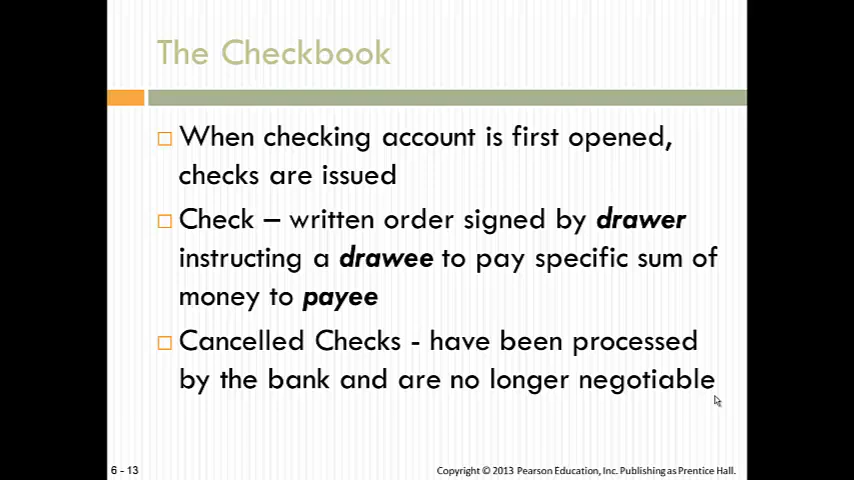 The Checkbook
When checking account is first opened,
checks are issued
Check – written order signed by drawer
instructing a drawee to pay specific sum of
money to payee
Cancelled Checks - have been processed
by the bank and are no longer negotiable
6 - 13
Copyright © 2013 Pearson Education, Inc. Publishing as Prentice Hall.